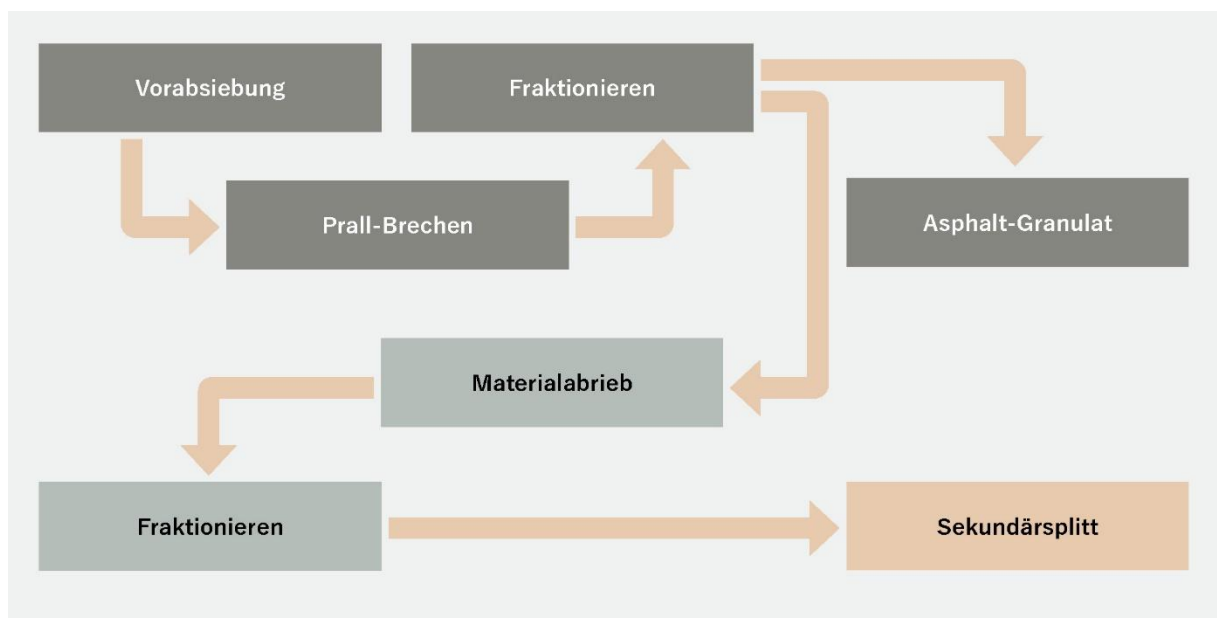 Vorabsiebung
Fraktionieren
Prall-Brechen
Asphalt-Granulat
Materialabrieb
Fraktionieren
Sekundärsplitt